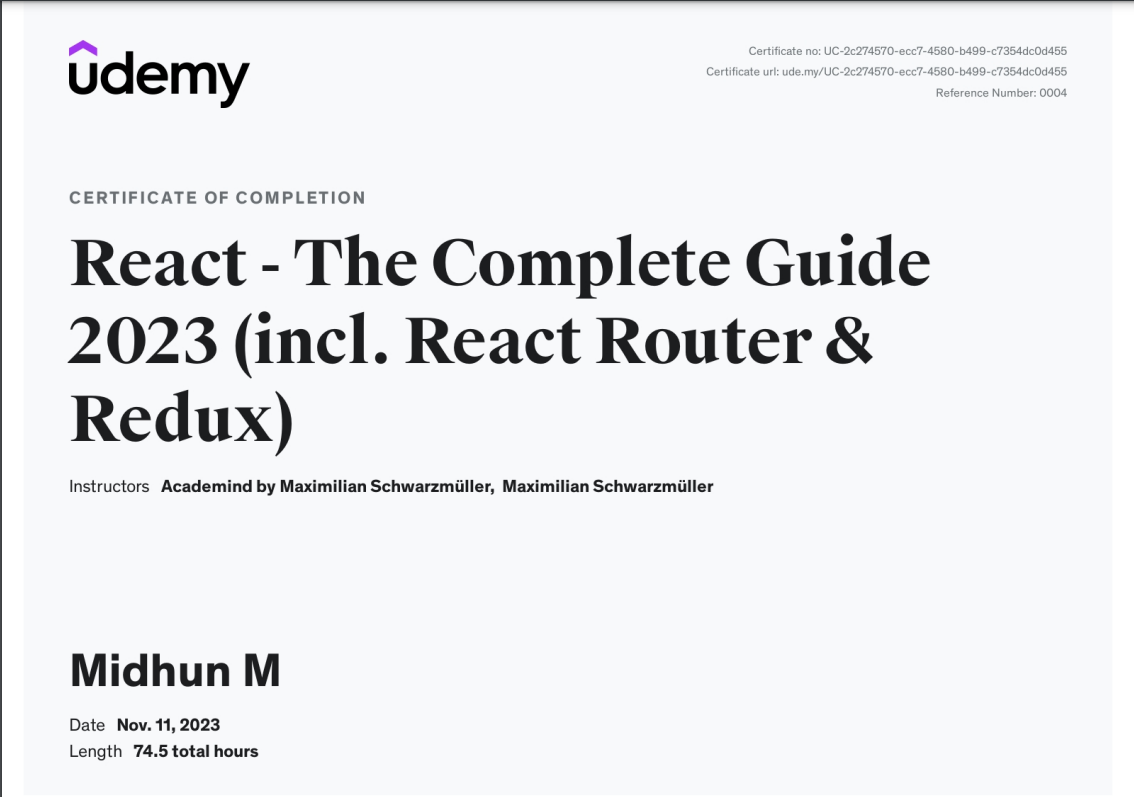 udemy
Certificate no: UC-2c274570-ecc7-4580-b499-c7354dc0d455
Certificate url: ude.my/UC-2c274570-ecc7-4580-b499-c7354dc0d455
Reference Number: 0004
CERTIFICATE OF COMPLETION
React - The Complete Guide
2023 (incl. React Router &
Redux)
Instructors Academind by Maximilian Schwarzmüller, Maximilian Schwarzmüller
Midhun M
Date Nov. 11, 2023
Length 74.5 total hours